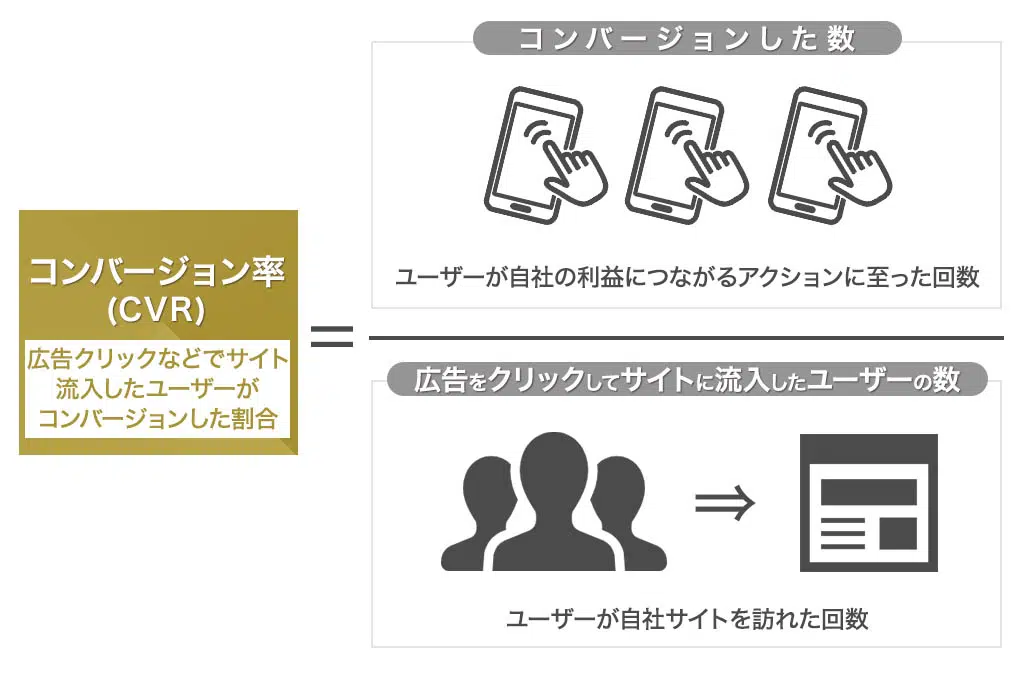 コンバージョンした数
ユーザーが自社の利益につながるアクションに至った回数
コンバージョン率
(CVR)
広告クリックなどでサイト
流入したユーザーが
コンバージョンした割合
=
広告をクリックしてサイトに流入したユーザーの数
⇒
ユーザーが自社サイトを訪れた回数